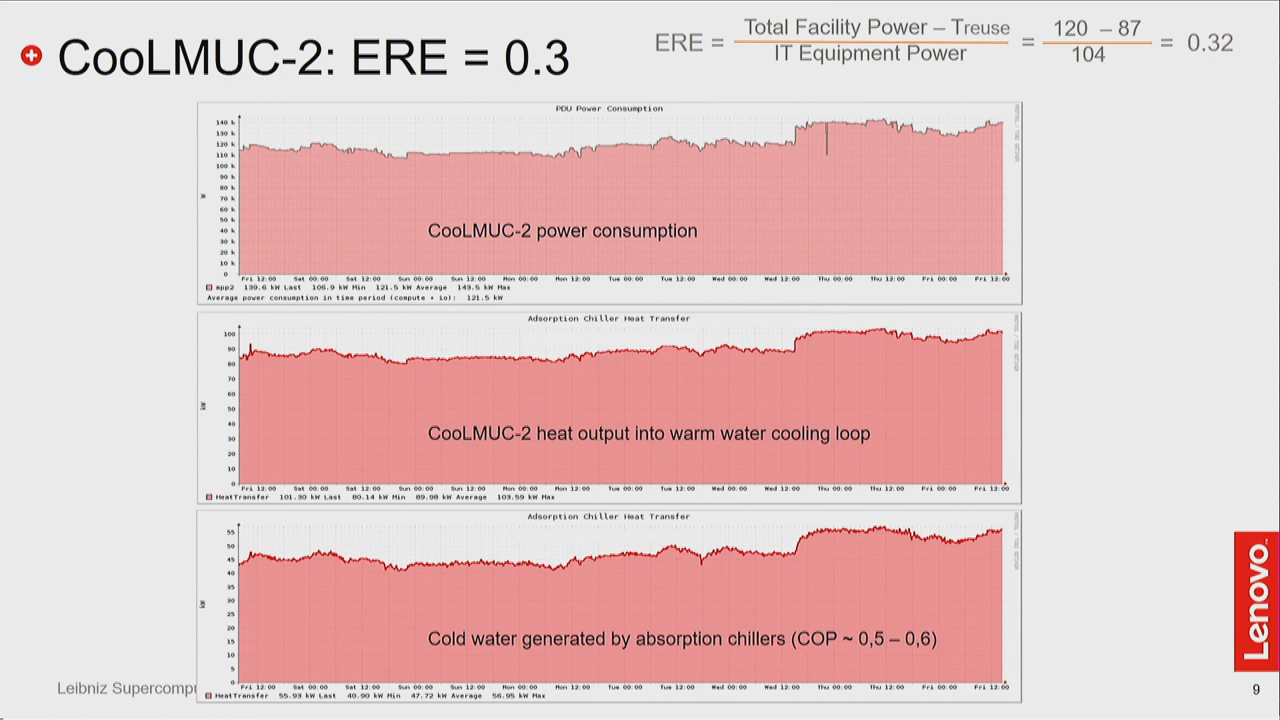 CooLMUC-2: ERE = 0.3
ERE = Total Facility Power – Treuse / IT Equipment Power = 120 – 87 / 104 = 0.32
PDU Power Consumption
140 k
130 k
120 k
110 k
100 k
90 k
80 k
70 k
60 k
50 k
40 k
30 k
20 k
10 k
0
W
CooLMUC-2 power consumption
Fri 12:00 Sat 00:00 Sat 12:00 Sun 00:00 Sun 12:00 Mon 00:00 Mon 12:00 Tue 00:00 Tue 12:00 Wed 00:00 Wed 12:00 Thu 00:00 Thu 12:00 Fri 00:00 Fri 12:00
mpp2 139.6 kW Last 106.9 kW Min 121.5 kW Average 143.5 kW Max
Average power consumption in time period (compute + io): 121.5 kW
Adsorption Chiller Heat Transfer
100
90
80
70
60
50
40
30
20
10
0
kW
CooLMUC-2 heat output into warm water cooling loop
Fri 12:00 Sat 00:00 Sat 12:00 Sun 00:00 Sun 12:00 Mon 00:00 Mon 12:00 Tue 00:00 Tue 12:00 Wed 00:00 Wed 12:00 Thu 00:00 Thu 12:00 Fri 00:00 Fri 12:00
HeatTransfer 101.30 kW Last 80.14 kW Min 89.98 kW Average 103.59 kW Max
Adsorption Chiller Heat Transfer
55
50
45
40
35
30
25
20
15
10
5
0
kW
Cold water generated by absorption chillers (COP ~ 0,5 – 0,6)
Fri 12:00 Sat 00:00 Sat 12:00 Sun 00:00 Sun 12:00 Mon 00:00 Mon 12:00 Tue 00:00 Tue 12:00 Wed 00:00 Wed 12:00 Thu 00:00 Thu 12:00 Fri 00:00 Fri 12:00
HeatTransfer 55.93 kW Last 40.90 kW Min 47.72 kW Average 56.95 kW Max
Leibniz Supercompu
Lenovo
9